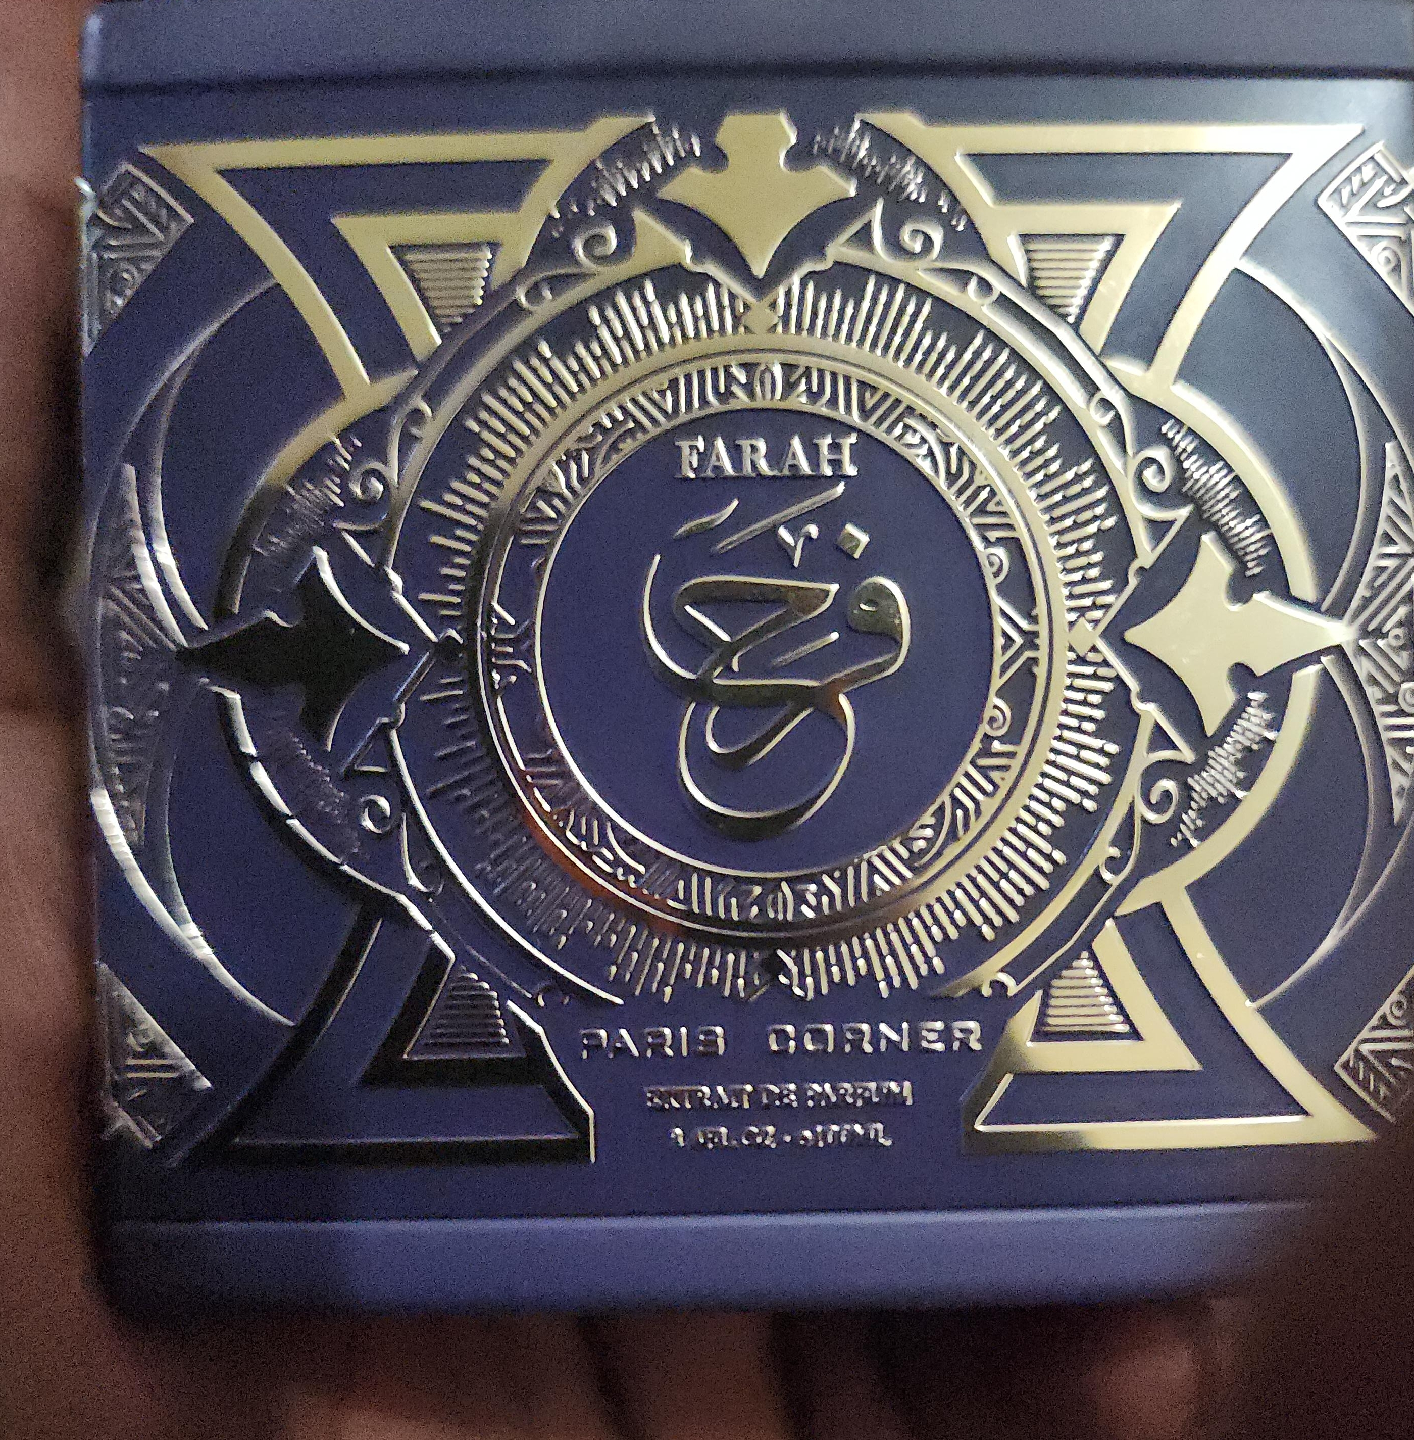 FARAH
فرح
PARIS CORNER
EXTRAIT DE PARFUM